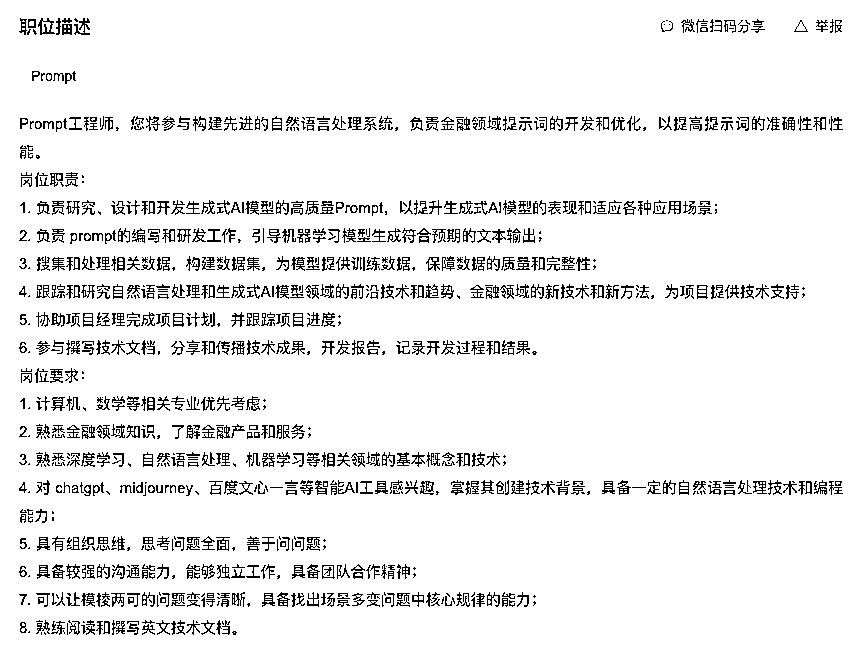 职位描述
微信扫码分享
举报
Prompt
Prompt工程师，您将参与构建先进的自然语言处理系统，负责金融领域提示词的开发和优化，以提高提示词的准确性和性
能。
岗位职责：
1. 负责研究、设计和开发生成式AI模型的高质量Prompt，以提升生成式AI模型的表现和适应各种应用场景；
2. 负责 prompt的编写和研发工作，引导机器学习模型生成符合预期的文本输出；
3. 搜集和处理相关数据，构建数据集，为模型提供训练数据，保障数据的质量和完整性；
4. 跟踪和研究自然语言处理和生成式AI模型领域的前沿技术和趋势、金融领域的新技术和新方法，为项目提供技术支持；
5. 协助项目经理完成项目计划，并跟踪项目进度；
6. 参与撰写技术文档，分享和传播技术成果，开发报告，记录开发过程和结果。
岗位要求：
1. 计算机、数学等相关专业优先考虑；
2. 熟悉金融领域知识，了解金融产品和服务；
3. 熟悉深度学习、自然语言处理、机器学习等相关领域的基本概念和技术；
4. 对 chatgpt、midjourney、百度文心一言等智能AI工具感兴趣，掌握其创建技术背景，具备一定的自然语言处理技术和编程
能力；
5. 具有组织思维，思考问题全面，善于问问题；
6. 具备较强的沟通能力，能够独立工作，具备团队合作精神；
7. 可以让模棱两可的问题变得清晰，具备找出场景多变问题中核心规律的能力；
8. 熟练阅读和撰写英文技术文档。